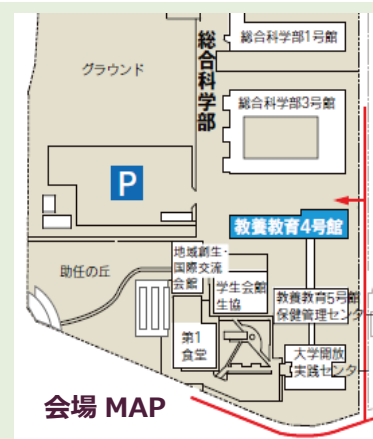 総合科学部1号館
グラウンド
総合科学部
総合科学部3号館
P
教養教育4号館
地域創生・
国際交流
会館
助任の丘
学生会館
生協
教養教育5号館
保健管理センタ
第1
食堂
大学開放
実践センタ
会場 MAP